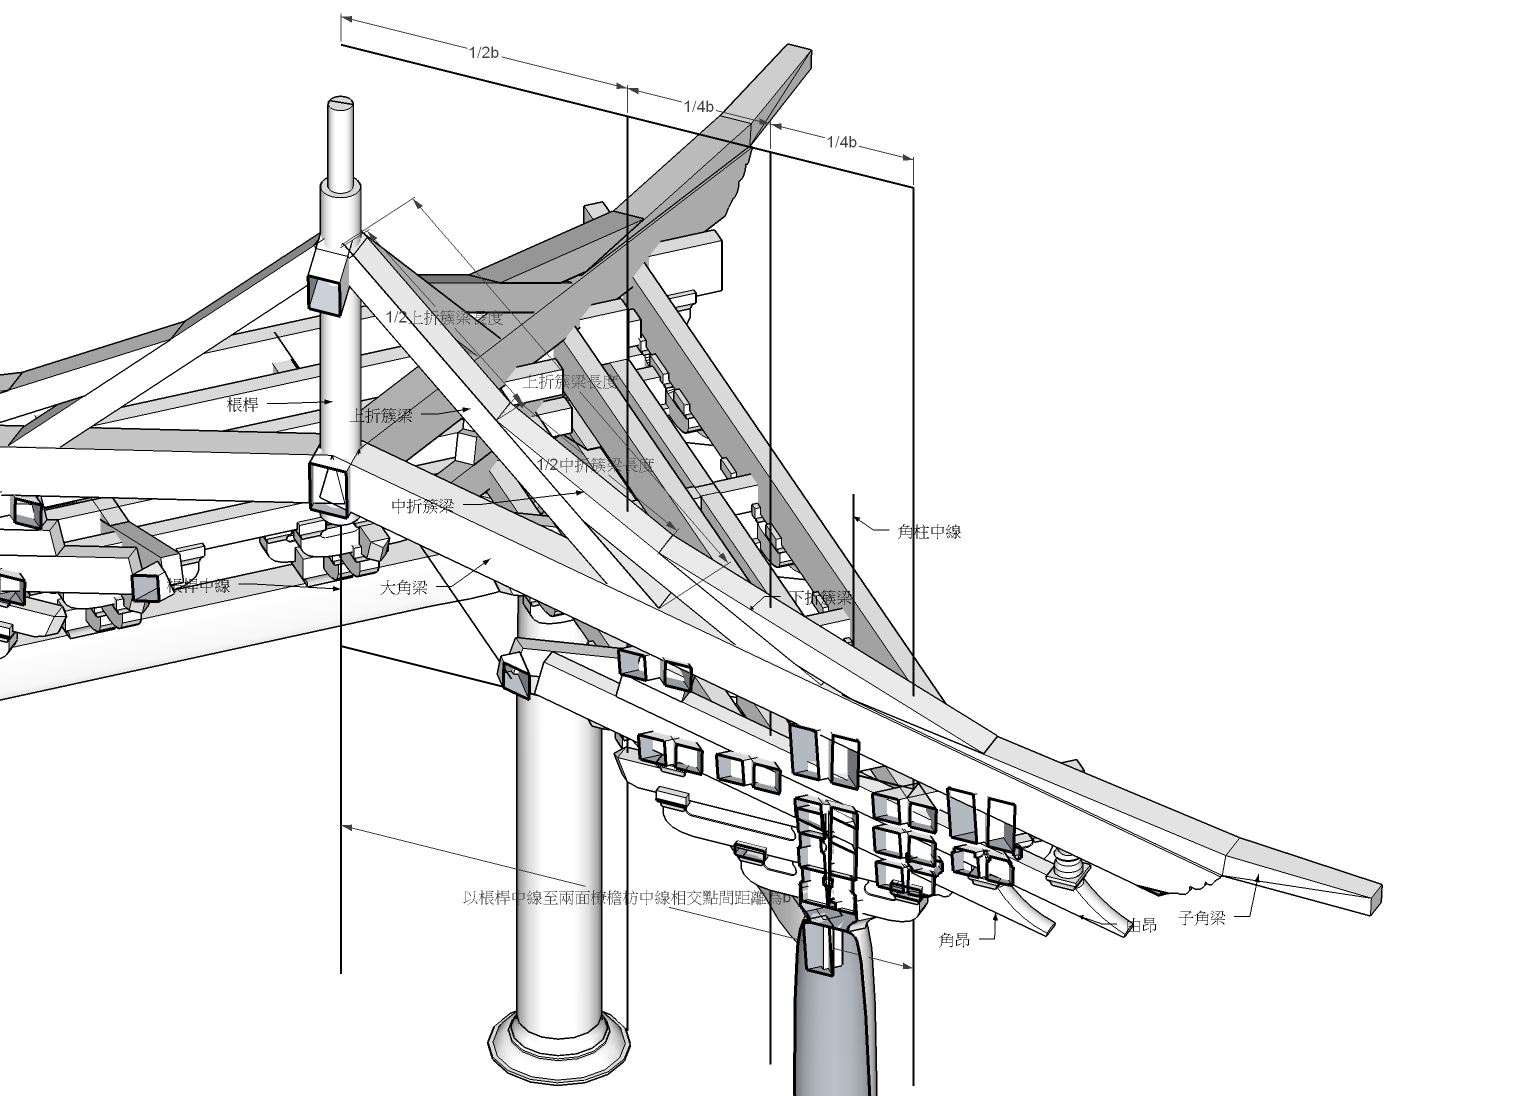 1/2b
1/4b
1/4b
1/2上折簇梁長度
上折簇梁長度
棖桿
上折簇梁
1/2中折簇梁長度
中折簇梁
角柱中線
棖桿中線
大角梁
下折簇梁
以棖桿中線至兩面橑檐枋中線相交點間距離爲b
子角梁
由昂
角昂